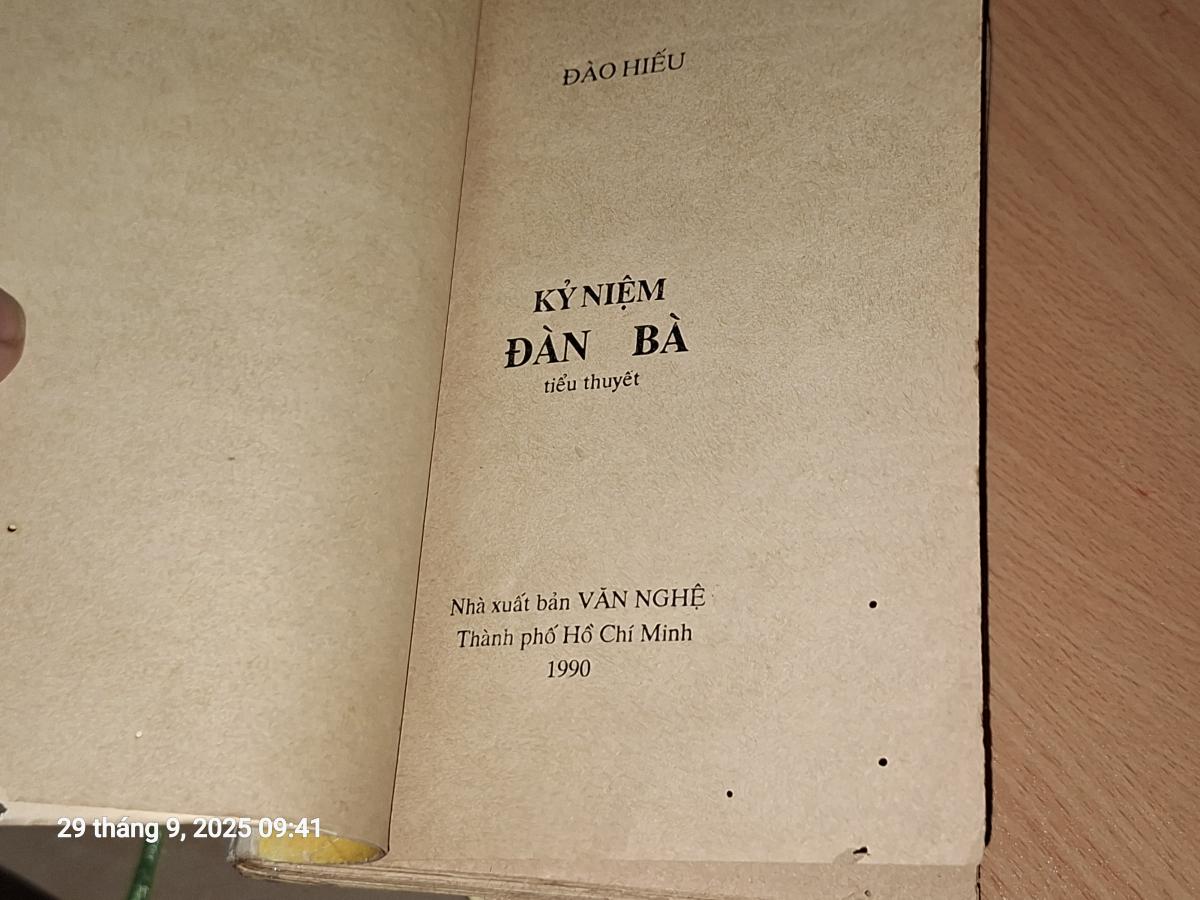 ĐÀO HIẾU
KỶ NIỆM
ĐÀN BÀ
tiểu thuyết
Nhà xuất bản VĂN NGHỆ
Thành phố Hồ Chí Minh
1990
29 tháng 9, 2025 09:41